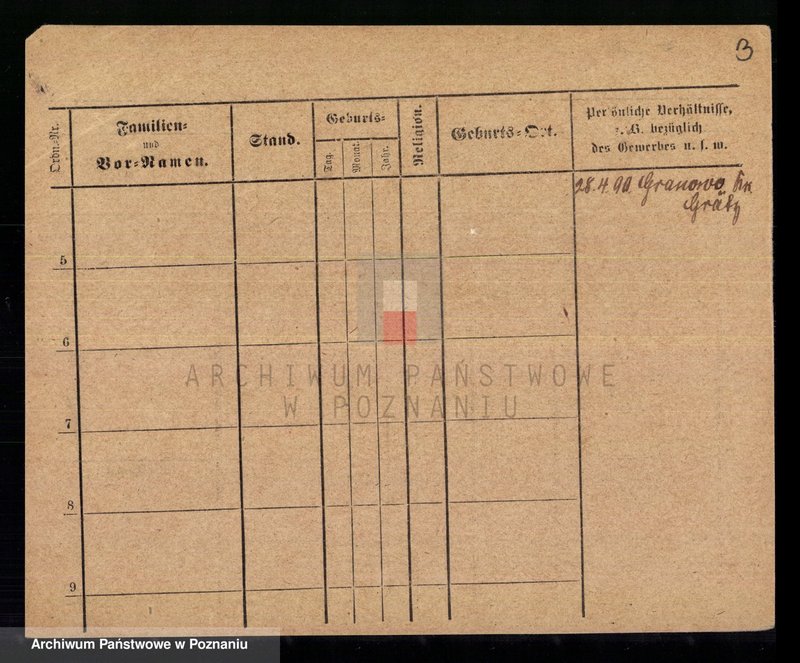 3
Ordn.-Nr.
Familien-
und
Vor-Namen.
Stand.
Geburts-
Tag.
Monat.
Jahr.
Religion.
Geburts-Ort.
Persönliche Verhältnisse,
z. B. bezüglich
des Gewerbes u. s. w.
28.4.90 Granowo
Grätz
5
6
7
8
9
ARCHIWUM PAŃSTWOWE
W POZNANIU
Archiwum Państwowe w Poznaniu